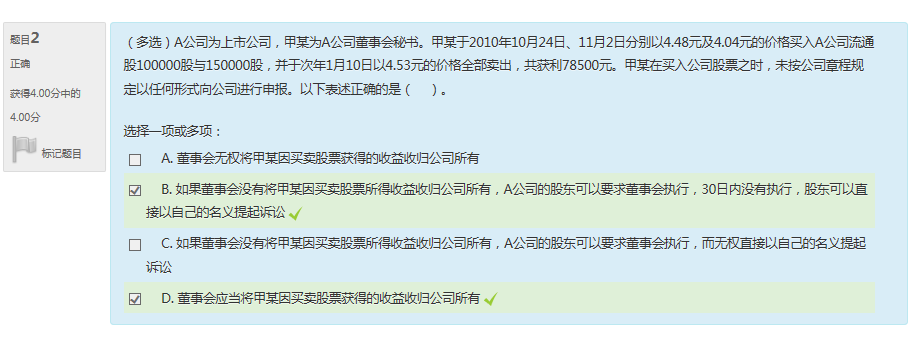 题目2
正确
获得4.00分中的
4.00分
标记题目
（多选）A公司为上市公司，甲某为A公司董事会秘书。甲某于2010年10月24日、11月2日分别以4.48元及4.04元的价格买入A公司流通
股100000股与150000股，并于次年1月10日以4.53元的价格全部卖出，共获利78500元。甲某在买入公司股票之时，未按公司章程规
定以任何形式向公司进行申报。以下表述正确的是（ ）。
选择一项或多项：
A. 董事会无权将甲某因买卖股票获得的收益收归公司所有
B. 如果董事会没有将甲某因买卖股票所得收益收归公司所有，A公司的股东可以要求董事会执行，30日内没有执行，股东可以直
接以自己的名义提起诉讼
C. 如果董事会没有将甲某因买卖股票所得收益收归公司所有，A公司的股东可以要求董事会执行，而无权直接以自己的名义提起
诉讼
D. 董事会应当将甲某因买卖股票获得的收益收归公司所有